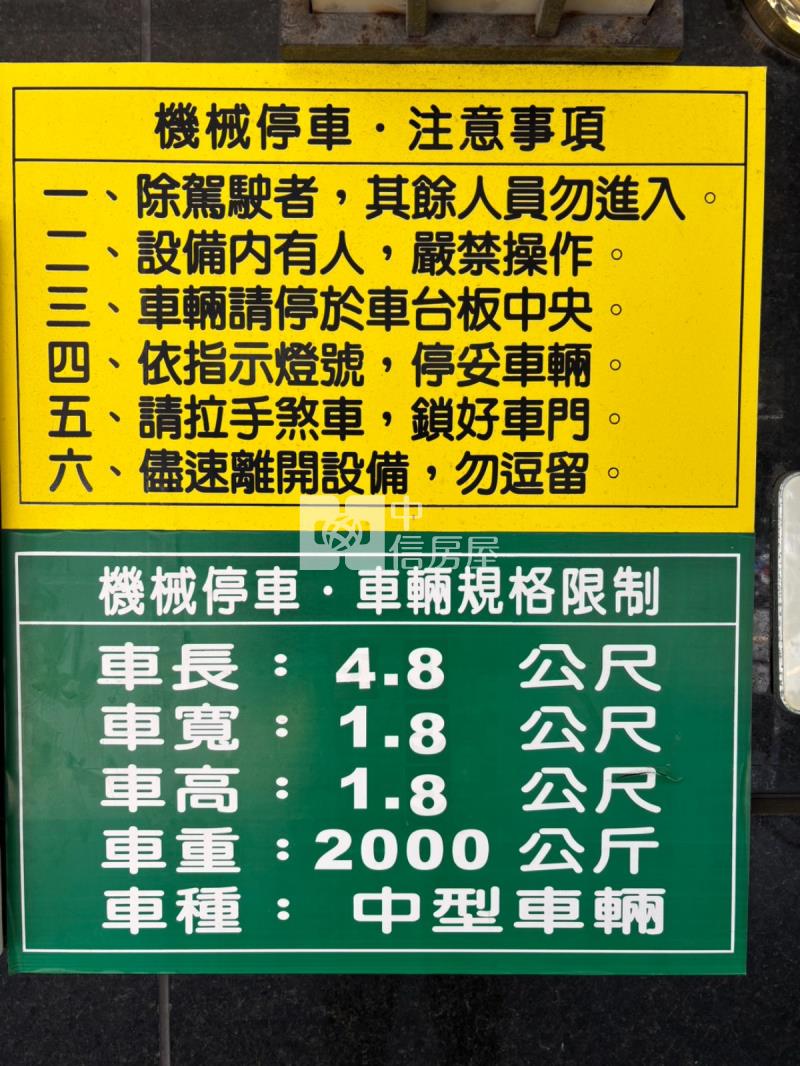 機械停車·注意事項
一、除駕駛者，其餘人員勿進入。
二、設備內有人，嚴禁操作。
三、車輛請停於車台板中央。
四、依指示燈號，停妥車輛。
五、請拉手煞車，鎖好車門。
六、儘速離開設備，勿逗留。
中信房屋
機械停車·車輛規格限制
車長：4.8 公尺
車寬：1.8 公尺
車高：1.8 公尺
車重：2000 公斤
車種：中型車輛